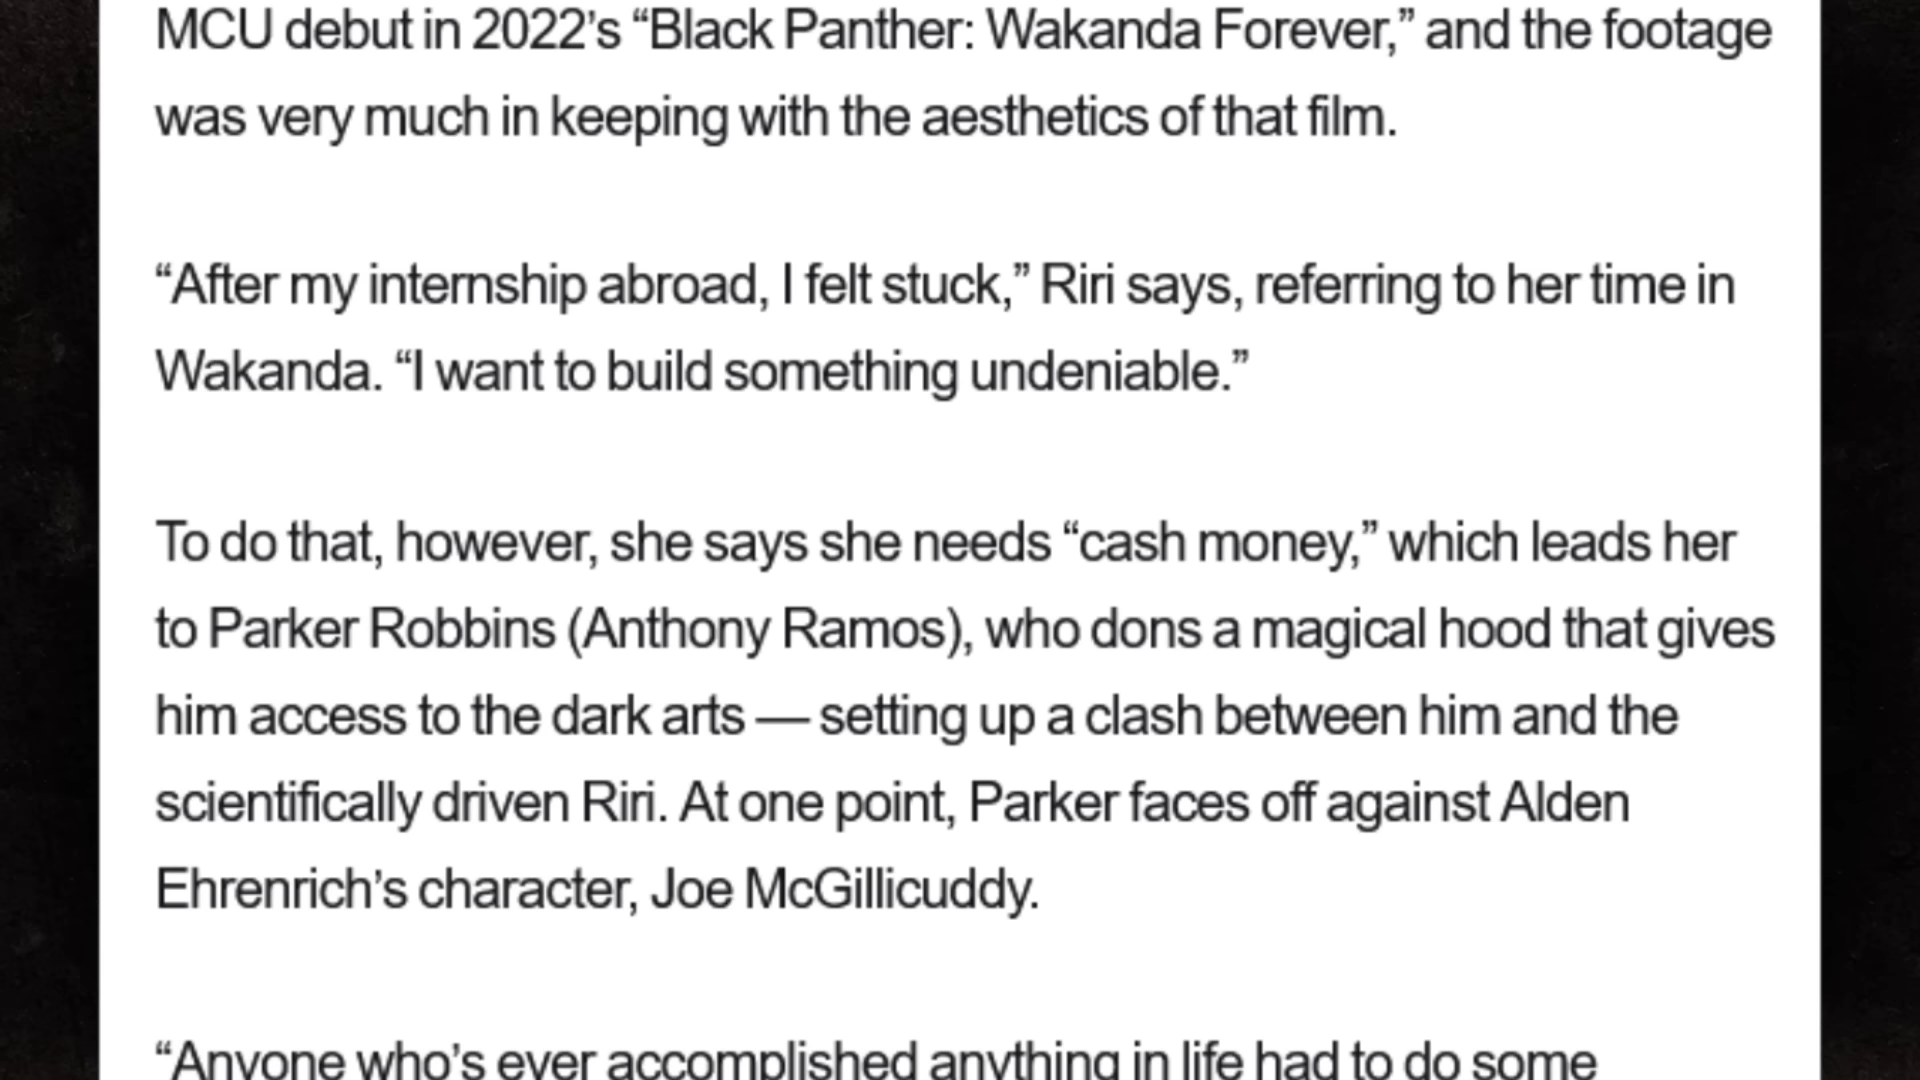 MCU debut in 2022’s “Black Panther: Wakanda Forever,” and the footage
was very much in keeping with the aesthetics of that film.
“After my internship abroad, I felt stuck,” Riri says, referring to her time in
Wakanda. “I want to build something undeniable.”
To do that, however, she says she needs “cash money,” which leads her
to Parker Robbins (Anthony Ramos), who dons a magical hood that gives
him access to the dark arts — setting up a clash between him and the
scientifically driven Riri. At one point, Parker faces off against Alden
Ehrenrich’s character, Joe McGillicuddy.
“Anyone who’s ever accomplished anything in life had to do some